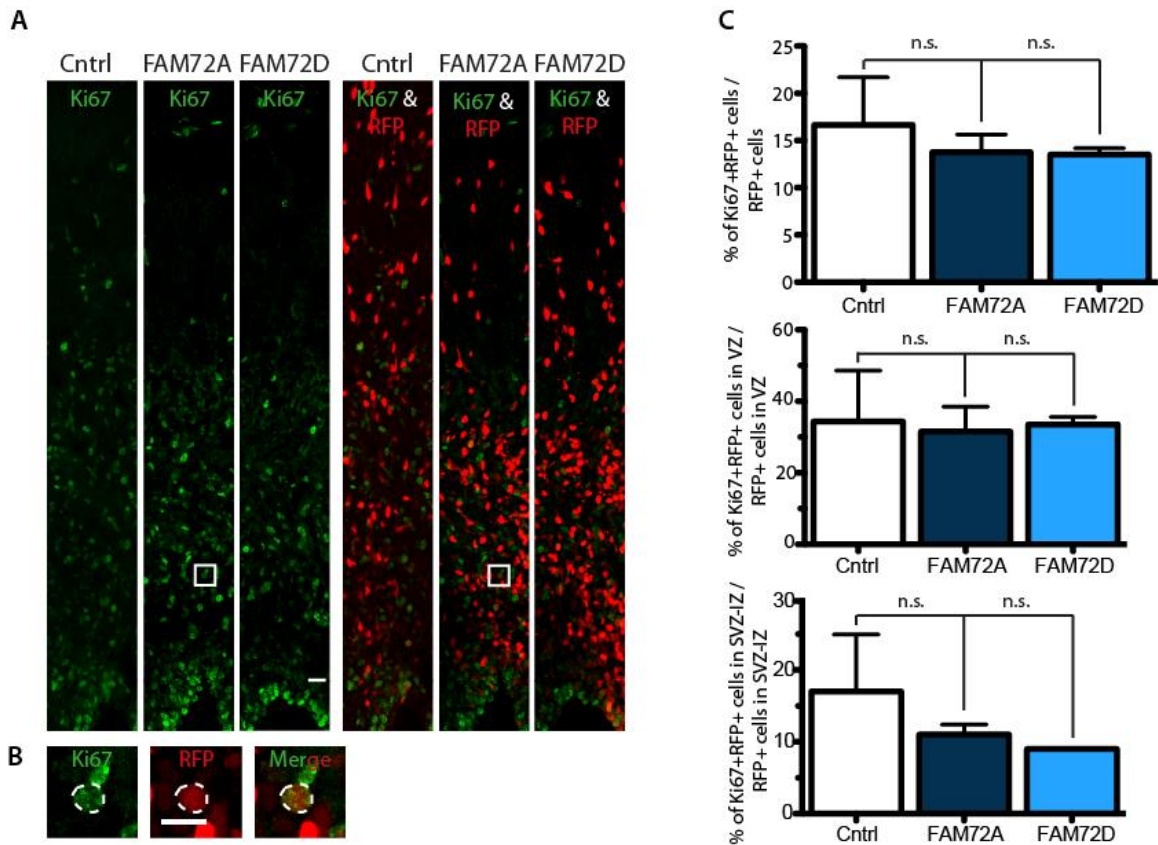 A
Cntrl FAM72A FAM72D Cntrl FAM72A FAM72D
Ki67 Ki67 Ki67 Ki67 & Ki67 & Ki67 &
RFP RFP RFP
B
Ki67 RFP Merge
C
% of Ki67+RFP+ cells /
RFP+ cells
25
20
15
10
5
0
n.s. n.s.
Cntrl FAM72A FAM72D
% of Ki67+RFP+ cells in VZ /
RFP+ cells in VZ
60
40
20
0
n.s. n.s.
Cntrl FAM72A FAM72D
% of Ki67+RFP+ cells in SVZ-IZ /
RFP+ cells in SVZ-IZ
30
20
10
0
n.s. n.s.
Cntrl FAM72A FAM72D